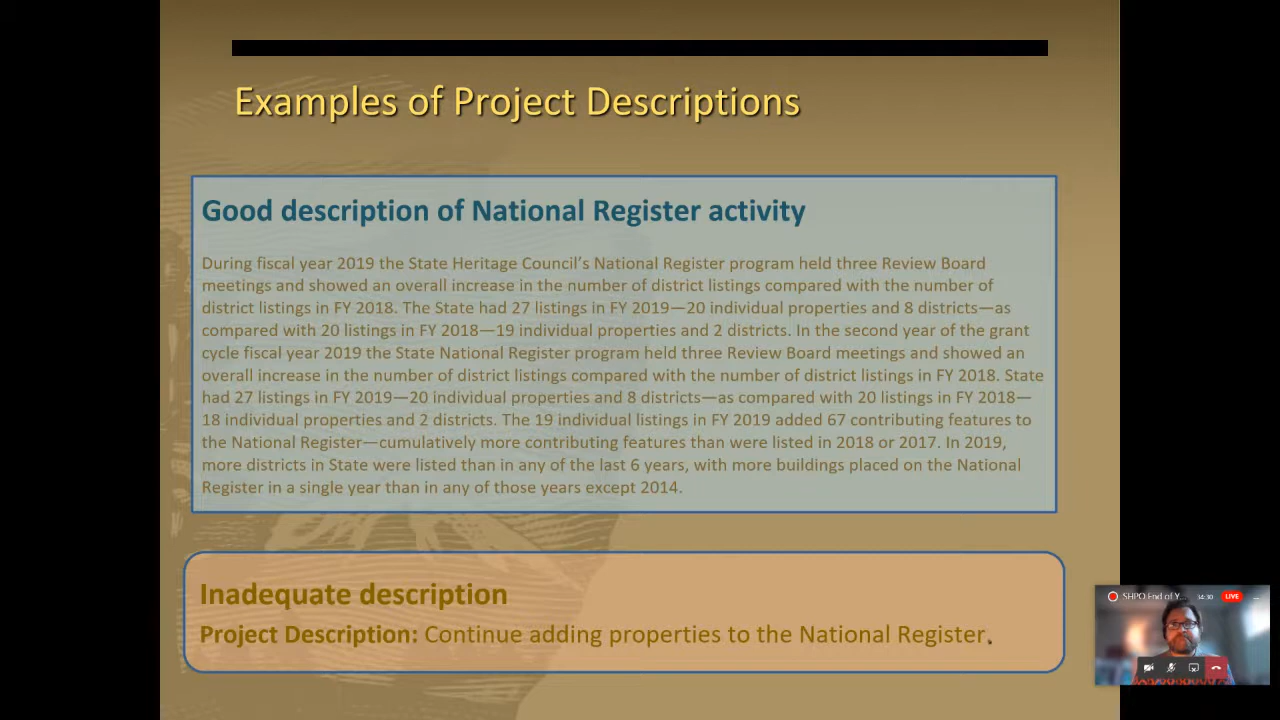 Examples of Project Descriptions
Good description of National Register activity
During fiscal year 2019 the State Heritage Council's National Register program held three Review Board
meetings and showed an overall increase in the number of district listings compared with the number of
district listings in FY 2018. The State had 27 listings in FY 2019—20 individual properties and 8 districts—as
compared with 20 listings in FY 2018—19 individual properties and 2 districts. In the second year of the grant
cycle fiscal year 2019 the State National Register program held three Review Board meetings and showed an
overall increase in the number of district listings compared with the number of district listings in FY 2018. State
had 27 listings in FY 2019—20 individual properties and 8 districts—as compared with 20 listings in FY 2018—
18 individual properties and 2 districts. The 19 individual listings in FY 2019 added 67 contributing features to
the National Register—cumulatively more contributing features than were listed in 2018 or 2017. In 2019,
more districts in State were listed than in any of the last 6 years, with more buildings placed on the National
Register in a single year than in any of those years except 2014.
Inadequate description
Project Description: Continue adding properties to the National Register.
SHPO End of Y... 34:30 LIVE ...